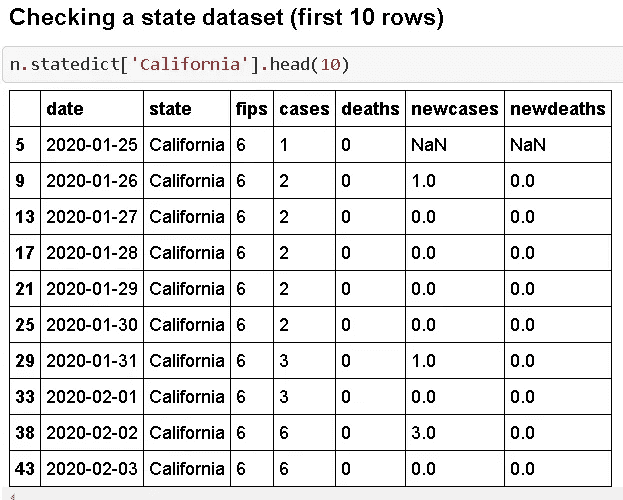 Checking a state dataset (first 10 rows)
n.statedict['California'].head(10)
date state fips cases deaths newcases newdeaths
5 2020-01-25 California 6 1 0 NaN NaN
9 2020-01-26 California 6 2 0 1.0 0.0
13 2020-01-27 California 6 2 0 0.0 0.0
17 2020-01-28 California 6 2 0 0.0 0.0
21 2020-01-29 California 6 2 0 0.0 0.0
25 2020-01-30 California 6 2 0 0.0 0.0
29 2020-01-31 California 6 3 0 1.0 0.0
33 2020-02-01 California 6 3 0 0.0 0.0
38 2020-02-02 California 6 6 0 3.0 0.0
43 2020-02-03 California 6 6 0 0.0 0.0